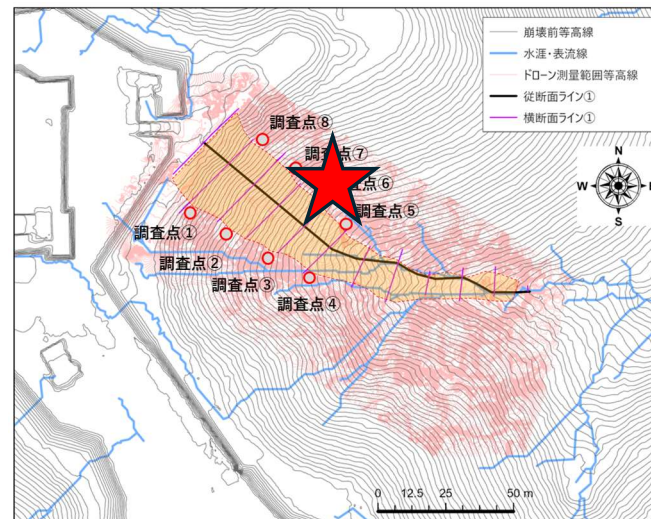 崩壊前等高線
水涯・表流線
ドローン測量範囲等高線
従断面ライン①
横断面ライン①
N
W
E
S
調査点⑧
調査点⑦
⑥
調査点⑤
調査点①
調査点②
調査点③
調査点④
0 12.5 25 50 m